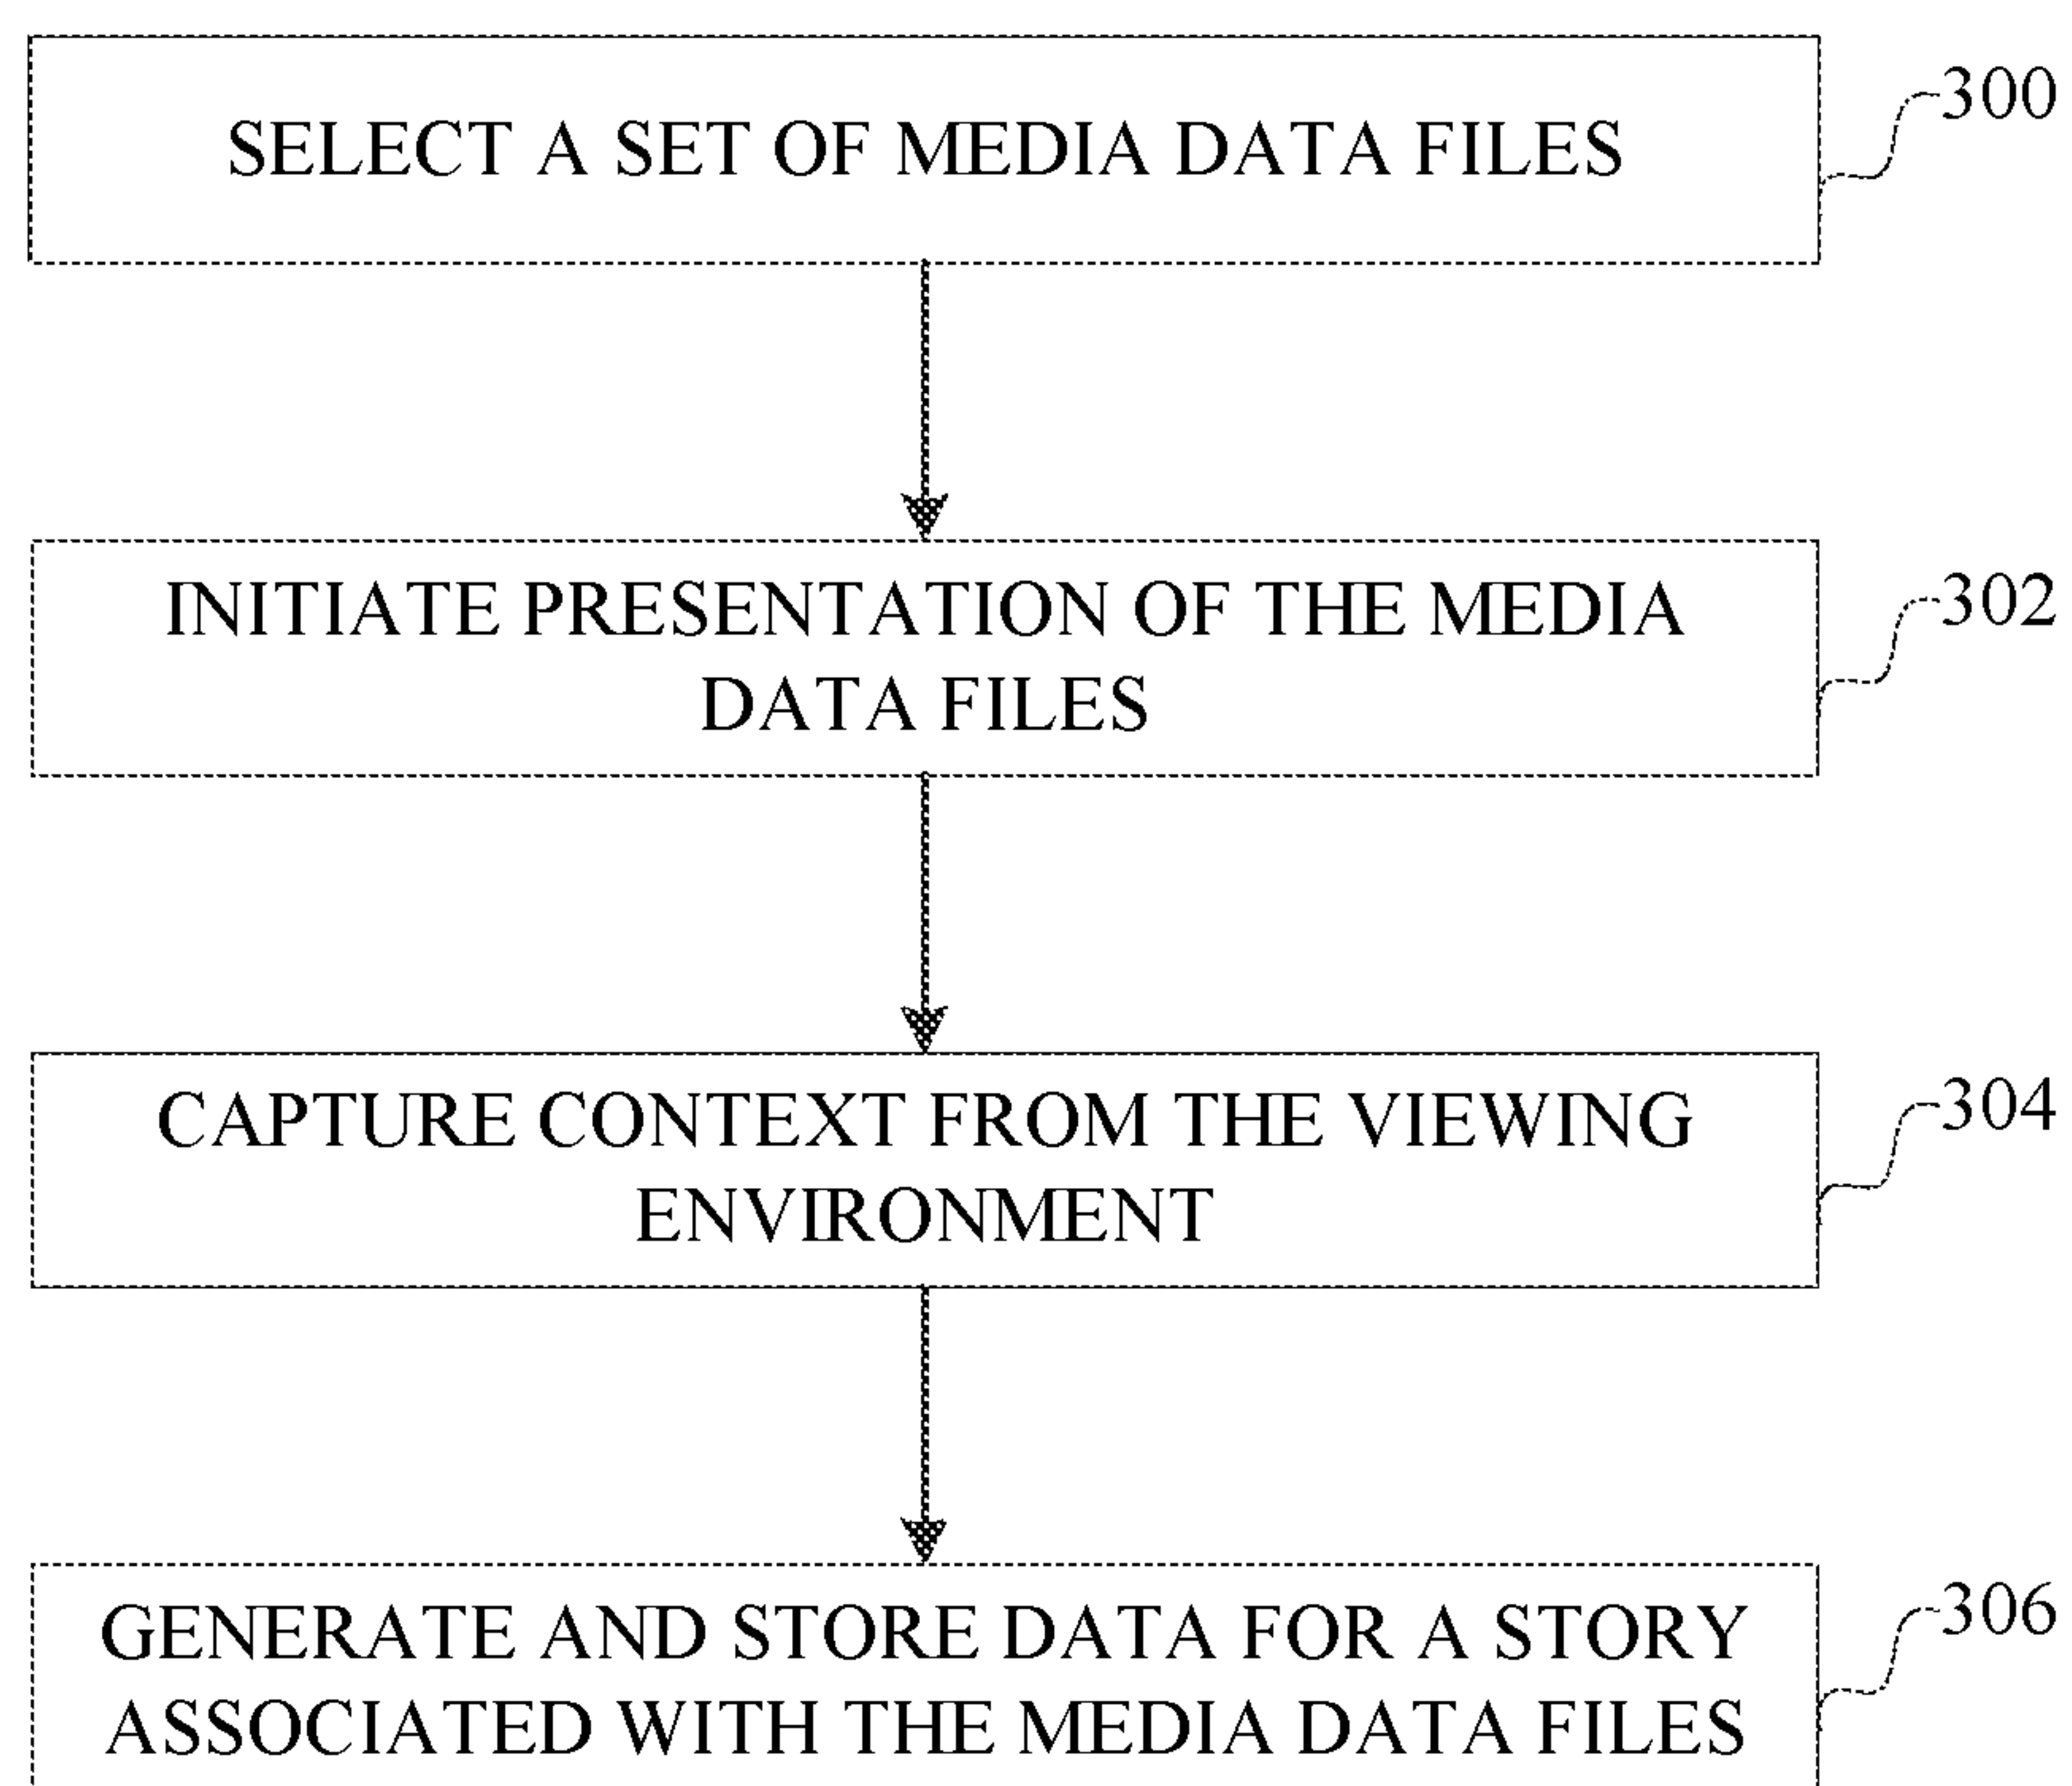 SELECT A SET OF MEDIA DATA FILES
300
INITIATE PRESENTATION OF THE MEDIA
DATA FILES
302
CAPTURE CONTEXT FROM THE VIEWING
ENVIRONMENT
304
GENERATE AND STORE DATA FOR A STORY
ASSOCIATED WITH THE MEDIA DATA FILES
306